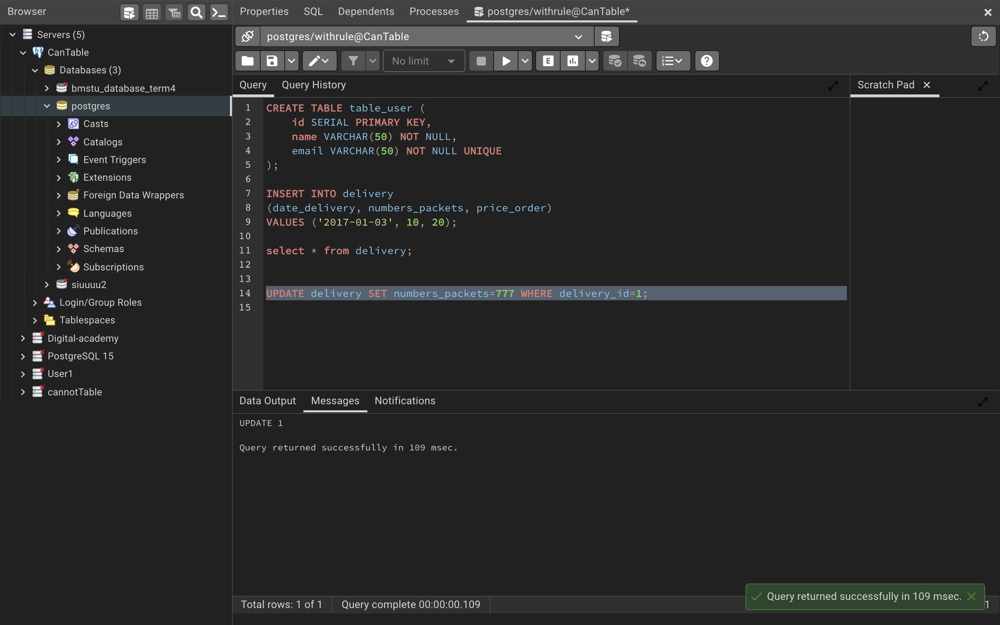 Browser
Properties SQL Dependents Processes postgres/withrule@CanTable*
Servers (5)
CanTable
Databases (3)
bmstu_database_term4
postgres
Casts
Catalogs
Event Triggers
Extensions
Foreign Data Wrappers
Languages
Publications
Schemas
Subscriptions
siuuuu2
Login/Group Roles
Tablespaces
Digital-academy
PostgreSQL 15
User1
cannotTable
postgres/withrule@CanTable
No limit E
Query Query History
Scratch Pad
1 CREATE TABLE table_user (
2 id SERIAL PRIMARY KEY,
3 name VARCHAR(50) NOT NULL,
4 email VARCHAR(50) NOT NULL UNIQUE
5 );
6
7 INSERT INTO delivery
8 (date_delivery, numbers_packets, price_order)
9 VALUES ('2017-01-03', 10, 20);
10
11 select * from delivery;
12
13
14 UPDATE delivery SET numbers_packets=777 WHERE delivery_id=1;
15
Data Output Messages Notifications
UPDATE 1
Query returned successfully in 109 msec.
Query returned successfully in 109 msec.
Total rows: 1 of 1 Query complete 00:00:00.109 1